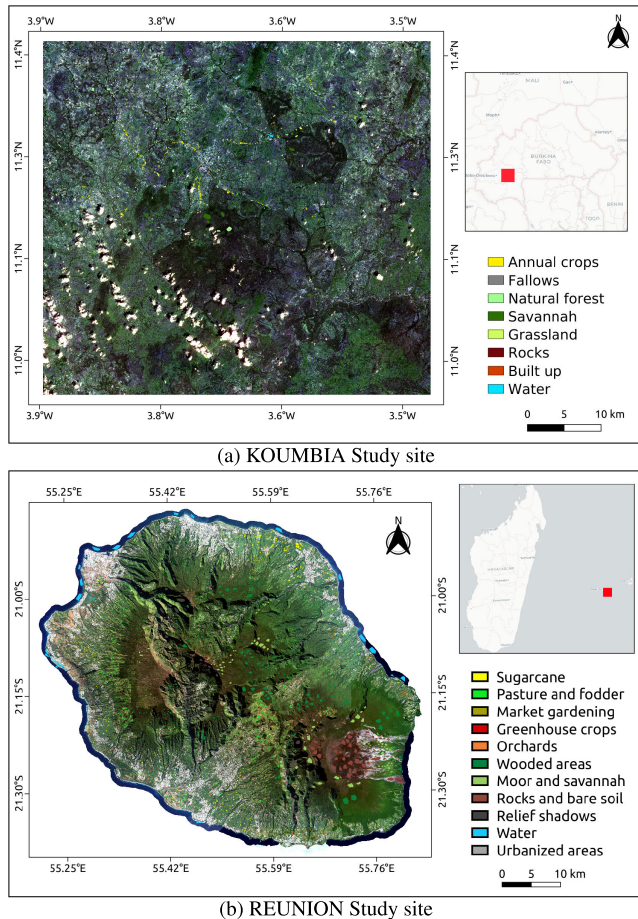 3.9°W 3.8°W 3.6°W 3.5°W
N
11.4°N 11.4°N
11.3°N 11.3°N
11.1°N 11.1°N
11.0°N 11.0°N
3.9°W 3.8°W 3.6°W 3.5°W
MALI
BURKINA
FASO
BENIN
TOGO
Annual crops
Fallows
Natural forest
Savannah
Grassland
Rocks
Built up
Water
0 5 10 km
(a) KOUMBIA Study site
55.25°E 55.42°E 55.59°E 55.76°E
N
21.00°S 21.00°S
21.15°S 21.15°S
21.30°S 21.30°S
55.25°E 55.42°E 55.59°E 55.76°E
Sugarcane
Pasture and fodder
Market gardening
Greenhouse crops
Orchards
Wooded areas
Moor and savannah
Rocks and bare soil
Relief shadows
Water
Urbanized areas
0 5 10 km
(b) REUNION Study site